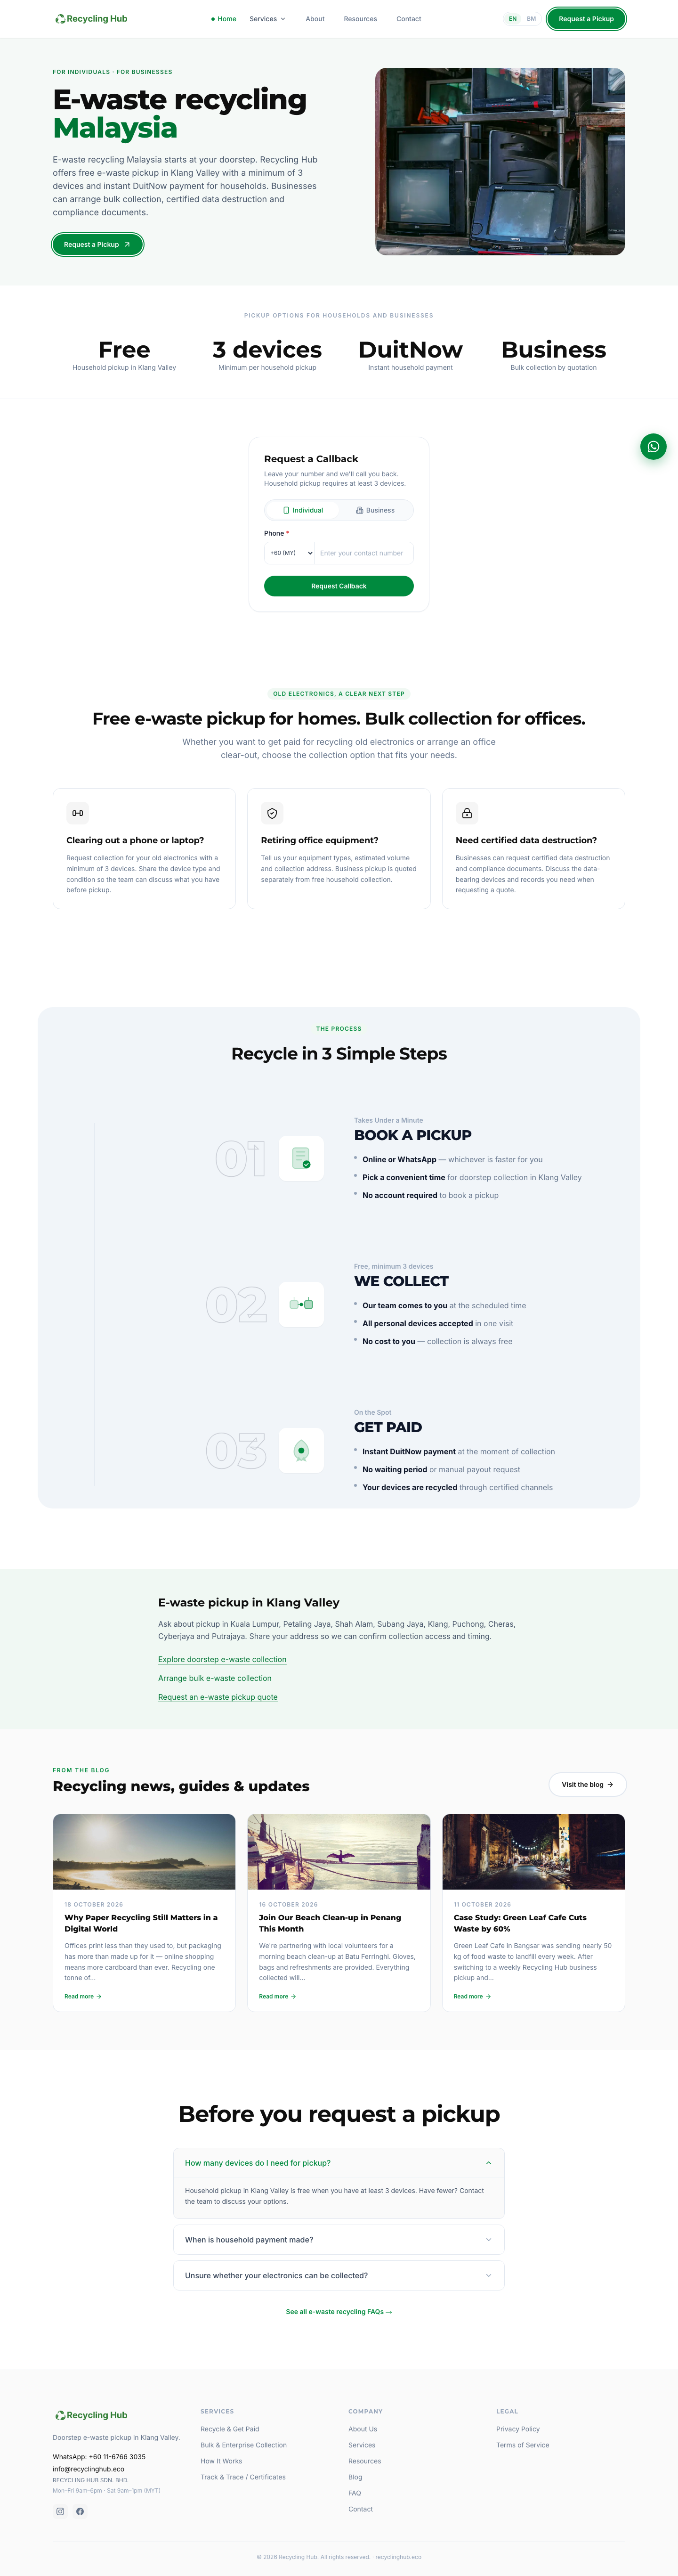 Recycling Hub
Home
Services
About
Resources
Contact
EN
BM
Request a Pickup
FOR INDIVIDUALS · FOR BUSINESSES
E-waste recycling
Malaysia
E-waste recycling Malaysia starts at your doorstep. Recycling Hub
offers free e-waste pickup in Klang Valley with a minimum of 3
devices and instant DuitNow payment for households. Businesses
can arrange bulk collection, certified data destruction and
compliance documents.
Request a Pickup
PICKUP OPTIONS FOR HOUSEHOLDS AND BUSINESSES
Free
Household pickup in Klang Valley
3 devices
Minimum per household pickup
DuitNow
Instant household payment
Business
Bulk collection by quotation
Request a Callback
Leave your number and we'll call you back.
Household pickup requires at least 3 devices.
Individual
Business
Phone *
+60 (MY)
Enter your contact number
Request Callback
OLD ELECTRONICS, A CLEAR NEXT STEP
Free e-waste pickup for homes. Bulk collection for offices.
Whether you want to get paid for recycling old electronics or arrange an office
clear-out, choose the collection option that fits your needs.
Clearing out a phone or laptop?
Request collection for your old electronics with a
minimum of 3 devices. Share the device type and
condition so the team can discuss what you have
before pickup.
Retiring office equipment?
Tell us your equipment types, estimated volume
and collection address. Business pickup is quoted
separately from free household collection.
Need certified data destruction?
Businesses can request certified data destruction
and compliance documents. Discuss the data-
bearing devices and records you need when
requesting a quote.
THE PROCESS
Recycle in 3 Simple Steps
01
Takes Under a Minute
BOOK A PICKUP
Online or WhatsApp — whichever is faster for you
Pick a convenient time for doorstep collection in Klang Valley
No account required to book a pickup
02
Free, minimum 3 devices
WE COLLECT
Our team comes to you at the scheduled time
All personal devices accepted in one visit
No cost to you — collection is always free
03
On the Spot
GET PAID
Instant DuitNow payment at the moment of collection
No waiting period or manual payout request
Your devices are recycled through certified channels
E-waste pickup in Klang Valley
Ask about pickup in Kuala Lumpur, Petaling Jaya, Shah Alam, Subang Jaya, Klang, Puchong, Cheras,
Cyberjaya and Putrajaya. Share your address so we can confirm collection access and timing.
Explore doorstep e-waste collection
Arrange bulk e-waste collection
Request an e-waste pickup quote
FROM THE BLOG
Recycling news, guides & updates
Visit the blog →
18 OCTOBER 2026
Why Paper Recycling Still Matters in a
Digital World
Offices print less than they used to, but packaging
has more than made up for it — online shopping
means more cardboard than ever. Recycling one
tonne of...
Read more →
16 OCTOBER 2026
Join Our Beach Clean-up in Penang
This Month
We're partnering with local volunteers for a
morning beach clean-up at Batu Ferringhi. Gloves,
bags and refreshments are provided. Everything
collected will...
Read more →
11 OCTOBER 2026
Case Study: Green Leaf Cafe Cuts
Waste by 60%
Green Leaf Cafe in Bangsar was sending nearly 50
kg of food waste to landfill every week. After
switching to a weekly Recycling Hub business
pickup and...
Read more →
Before you request a pickup
How many devices do I need for pickup?
Household pickup in Klang Valley is free when you have at least 3 devices. Have fewer? Contact
the team to discuss your options.
When is household payment made?
Unsure whether your electronics can be collected?
See all e-waste recycling FAQs →
Recycling Hub
Doorstep e-waste pickup in Klang Valley.
WhatsApp: +60 11-6766 3035
info@recyclinghub.eco
RECYCLING HUB SDN. BHD.
Mon–Fri 9am–6pm · Sat 9am–1pm (MYT)
SERVICES
Recycle & Get Paid
Bulk & Enterprise Collection
How It Works
Track & Trace / Certificates
COMPANY
About Us
Services
Resources
Blog
FAQ
Contact
LEGAL
Privacy Policy
Terms of Service
© 2026 Recycling Hub. All rights reserved. · recyclinghub.eco